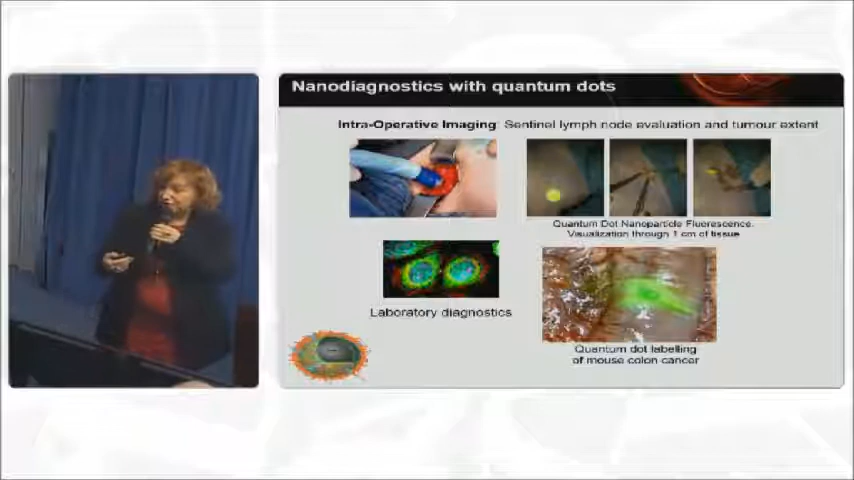 Nanodiagnostics with quantum dots
Intra-Operative Imaging: Sentinel lymph node evaluation and tumour extent
Quantum Dot Nanoparticle Fluorescence.
Visualization through 1 cm of tissue
Laboratory diagnostics
Quantum dot labelling
of mouse colon cancer